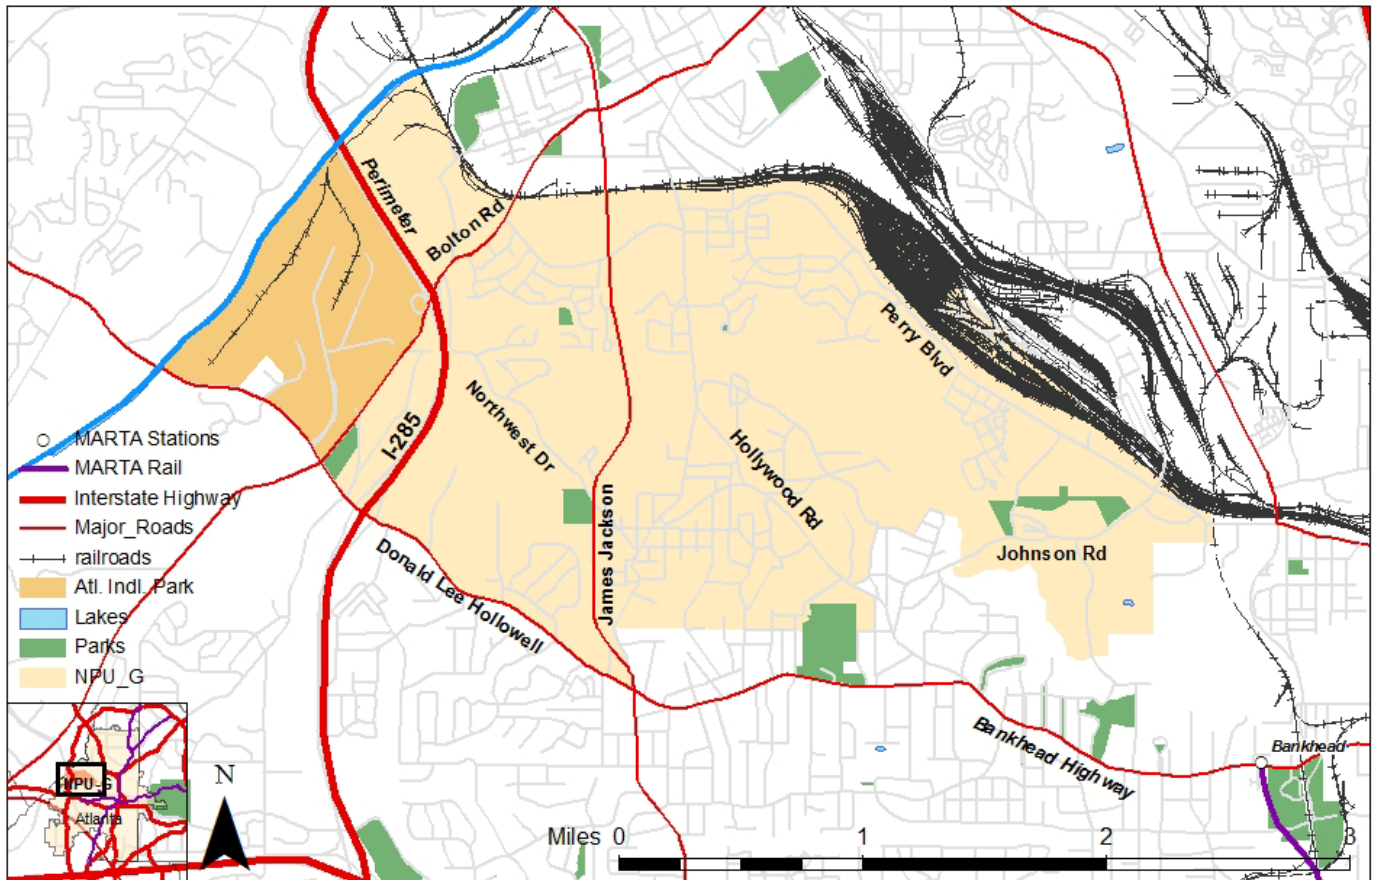 Perimeter
Bolton Rd
Perry Blvd
Northwest Dr
I-285
Hollywood Rd
James Jackson
Johnson Rd
Donald Lee Hollowell
Bankhead Highway
Bankhead
MARTA Stations
MARTA Rail
Interstate Highway
Major_Roads
railroads
Atl. Indl. Park
Lakes
Parks
NPU_G
NPU-G
Atlanta
N
Miles 0 1 2 3